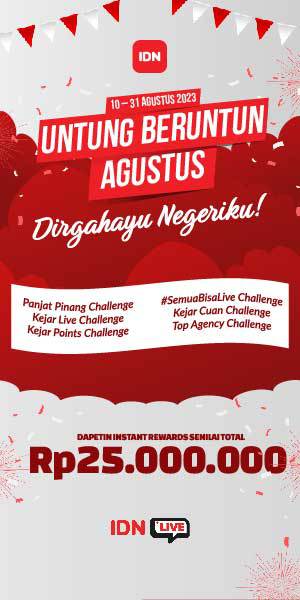 IDN
10 – 31 AGUSTUS 2023
UNTUNG BERUNTUN
AGUSTUS
Dirgahayu Negeriku!
Panjat Pinang Challenge
Kejar Live Challenge
Kejar Points Challenge
#SemuaBisaLive Challenge
Kejar Cuan Challenge
Top Agency Challenge
DAPETIN INSTANT REWARDS SENILAI TOTAL
Rp25.000.000
IDN LIVE